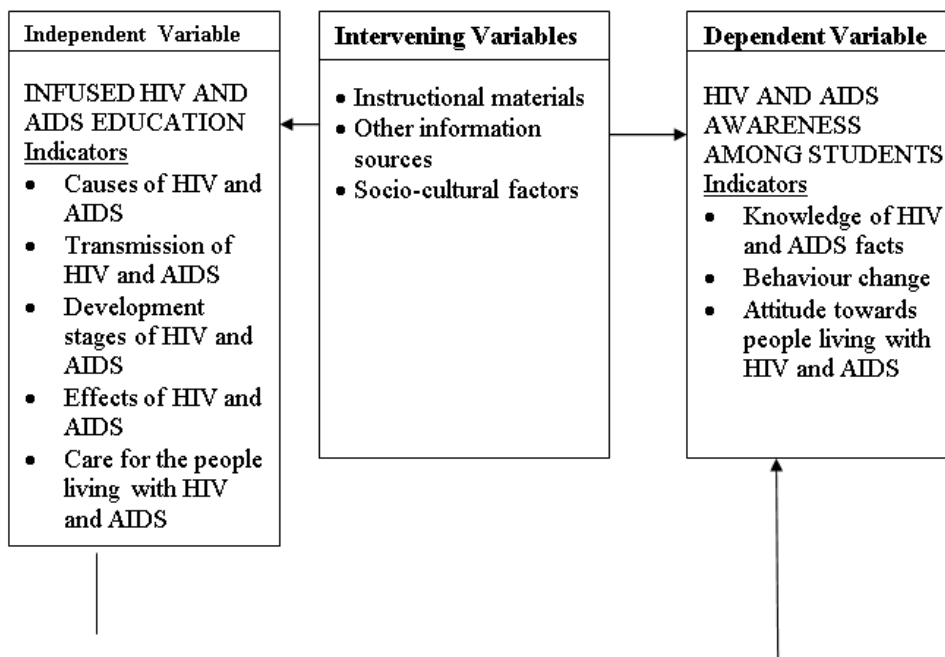 Independent Variable
INFUSED HIV AND
AIDS EDUCATION
Indicators
• Causes of HIV and
AIDS
• Transmission of
HIV and AIDS
• Development
stages of HIV and
AIDS
• Effects of HIV and
AIDS
• Care for the people
living with HIV
and AIDS
Intervening Variables
• Instructional materials
• Other information
sources
• Socio-cultural factors
Dependent Variable
HIV AND AIDS
AWARENESS
AMONG STUDENTS
Indicators
• Knowledge of HIV
and AIDS facts
• Behaviour change
• Attitude towards
people living with
HIV and AIDS